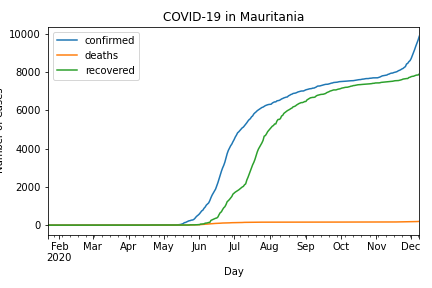 COVID-19 in Mauritania
confirmed
deaths
recovered
10000
8000
6000
4000
2000
0
Feb Mar Apr May Jun Jul Aug Sep Oct Nov Dec
2020
Day